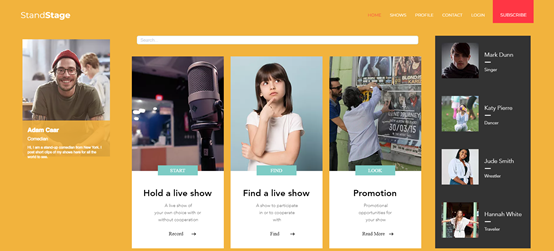 StandStage
HOME SHOWS PROFILE CONTACT LOGIN SUBSCRIBE
Search
Adam Caar
Comedian
Hi, I am a stand-up comedian from New York. I
post short clips of my shows here for all the
world to see.
START
Hold a live show
A live show of
your own choice with or
without cooperation
Record →
FIND
Find a live show
A show to participate
in or to cooperate
with
Find →
30/03/15
LOOK
Promotion
Promotional
opportunities for
your show
Read More →
Mark Dunn
Singer
Katy Pierre
Dancer
Jude Smith
Wrestler
Hannah White
Traveler